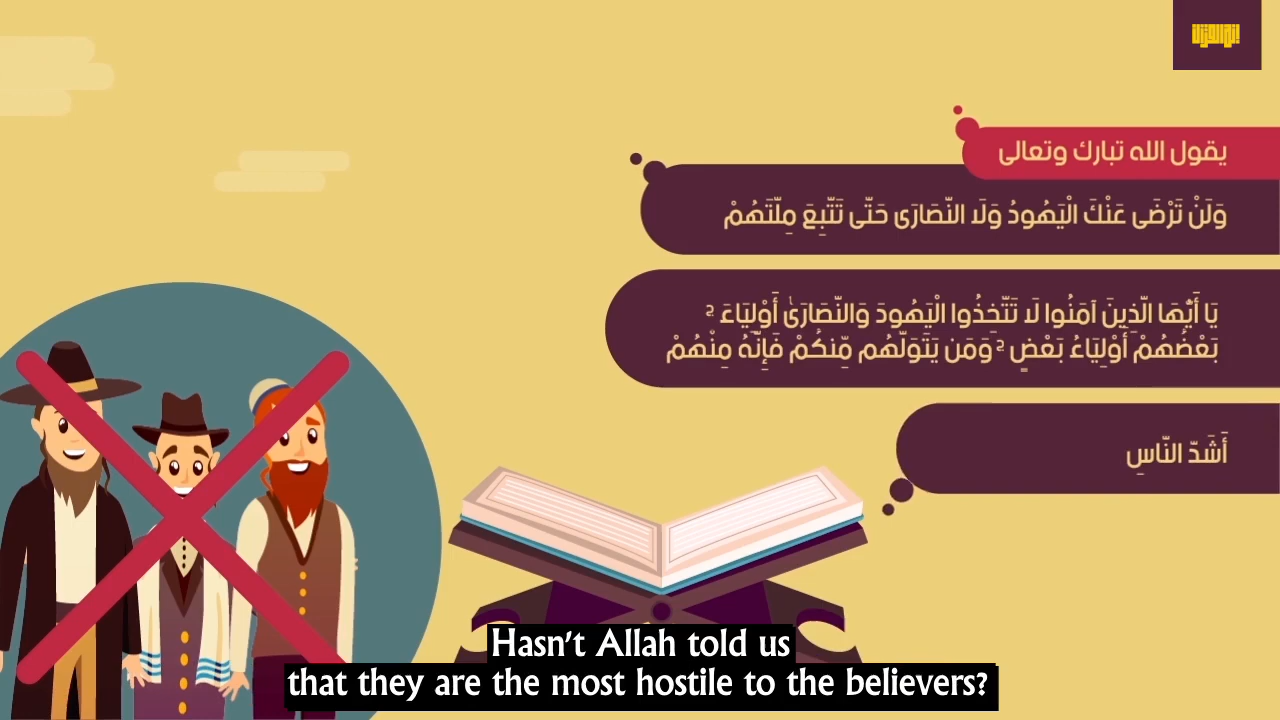 يقول الله تبارك وتعالى
وَلَنْ تَرْضَى عَنْكَ الْيَهُودُ وَلَا النّصَارَى حَتّى تَتّبِعَ مِلّتَهُمْ
يَا أَيُّهَا الّذِينَ آمَنُوا لَا تَتّخِذُوا الْيَهُودَ وَالنّصَارَىٰ أَوْلِيَاءَ ۘ
بَعْضُهُمْ أَوْلِيَاءُ بَعْضٍ ۚ وَمَن يَتَوَلّهُم مِّنكُمْ فَإِنّهُ مِنْهُمْ
أَشَدّ النّاسِ
Hasn't Allah told us
that they are the most hostile to the believers?